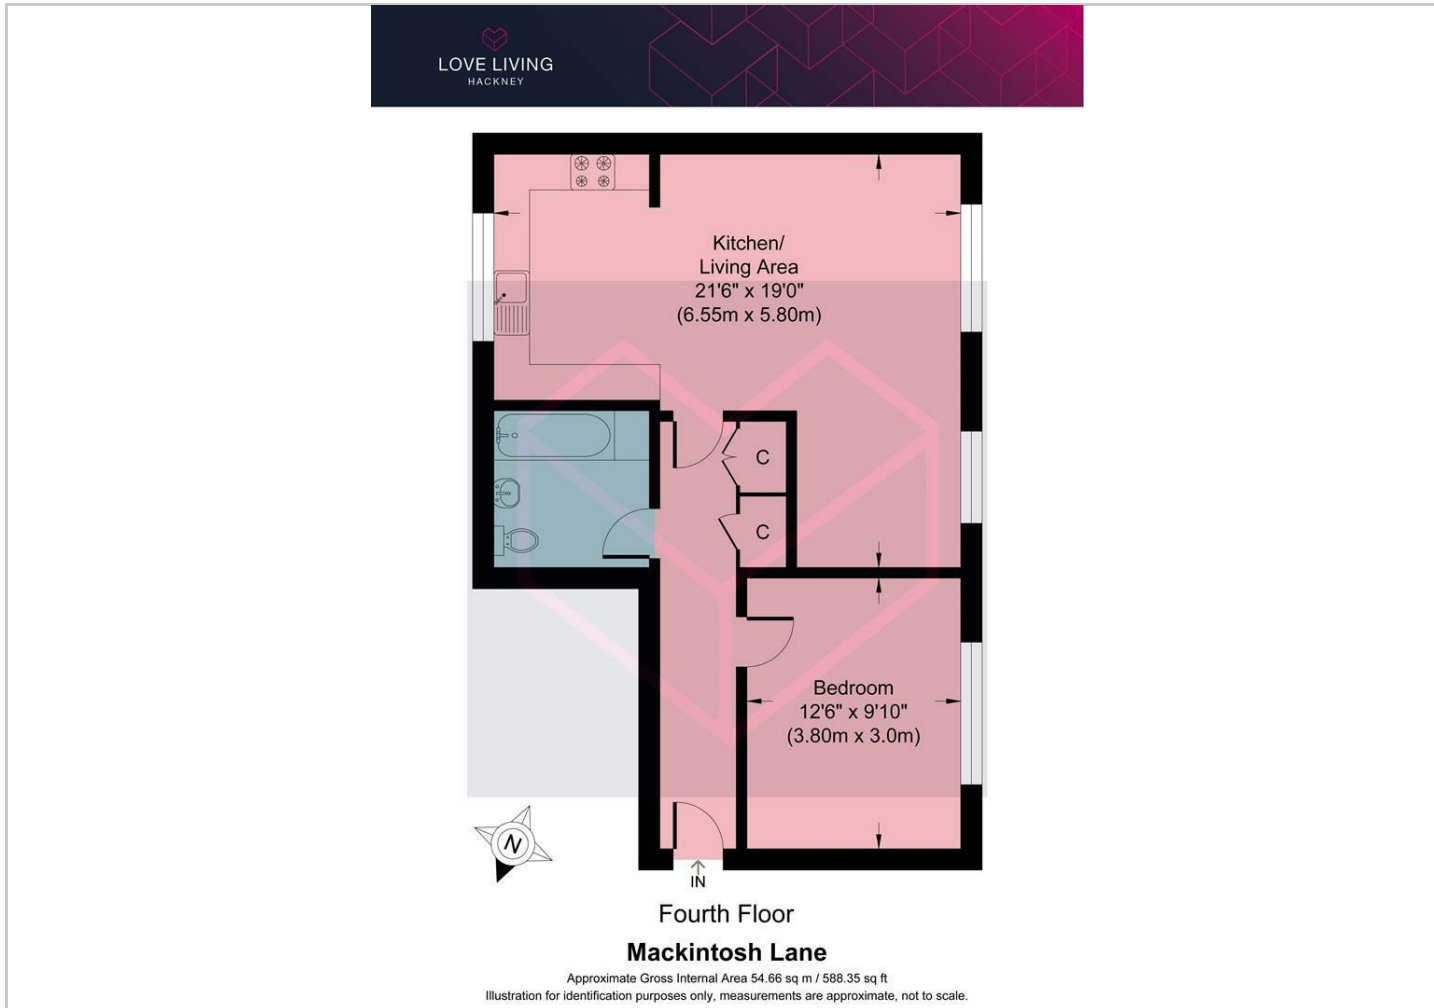 LOVE LIVING
HACKNEY
Kitchen/
Living Area
21'6" x 19'0"
(6.55m x 5.80m)
C
C
Bedroom
12'6" x 9'10"
(3.80m x 3.0m)
N
IN
Fourth Floor
Mackintosh Lane
Approximate Gross Internal Area 54.66 sq m / 588.35 sq ft
Illustration for identification purposes only, measurements are approximate, not to scale.